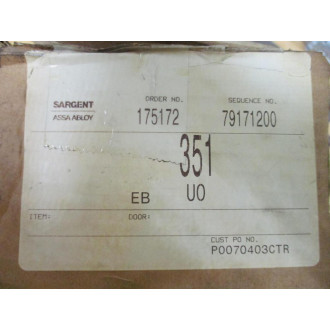 SARGENT
ASSA ABLOY
ORDER NO.
175172
SEQUENCE NO.
79171200
351
EB UO
ITEM: DOOR:
CUST PO NO.
P0070403CTR